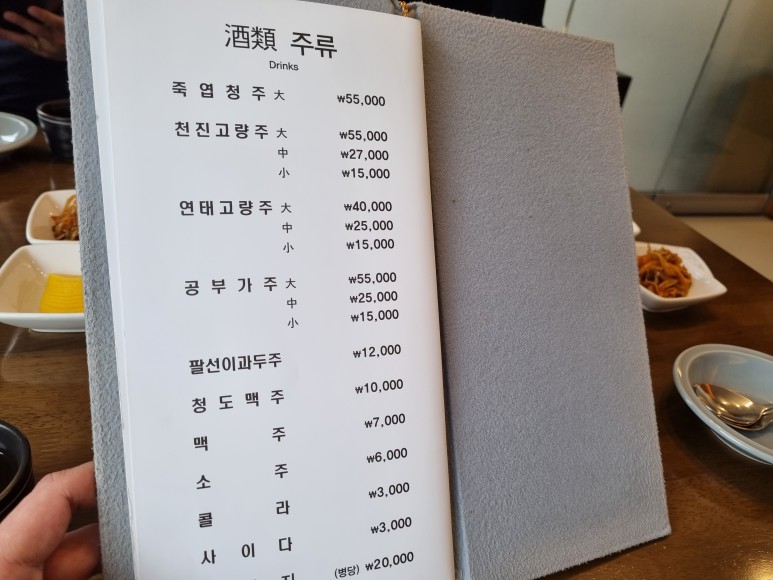 酒類 주류
Drinks
죽 엽 청 주 大 ₩55,000
천진고량주 大 ₩55,000
中 ₩27,000
小 ₩15,000
연태고량주 大 ₩40,000
中 ₩25,000
小 ₩15,000
공 부 가 주 大 ₩55,000
中 ₩25,000
小 ₩15,000
팔선이과두주 ₩12,000
청 도 맥 주 ₩10,000
맥 주 ₩7,000
소 주 ₩6,000
콜 라 ₩3,000
사 이 다 ₩3,000
(병당) ₩20,000